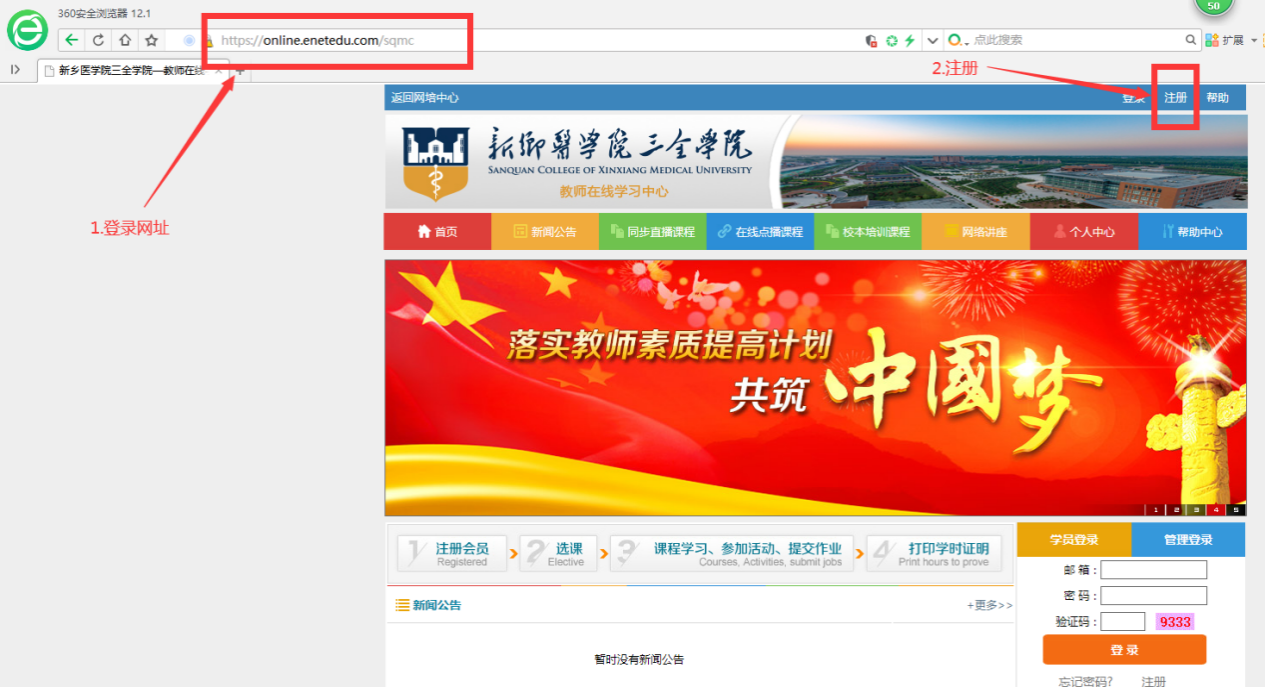 360安全浏览器 12.1
50
https://online.enetedu.com/sqmc
点此搜索
扩展
新乡医学院三全学院—教师在线
2.注册
返回网培中心
登录 注册 帮助
新鄉醫學院三全學院
SANQUAN COLLEGE OF XINXIANG MEDICAL UNIVERSITY
教师在线学习中心
1.登录网址
首页 新闻公告 同步直播课程 在线点播课程 校本培训课程 网络讲座 个人中心 帮助中心
落实教师素质提高计划
共筑 中國梦
1 2 3 4 5
1 注册会员 2 选课 3 课程学习、参加活动、提交作业 4 打印学时证明
Registered Elective Courses, Activities, submit jobs Print hours to prove
学员登录 管理登录
邮 箱：
密 码：
新闻公告 +更多>>
验证码： 9333
登 录
暂时没有新闻公告
忘记密码? 注册